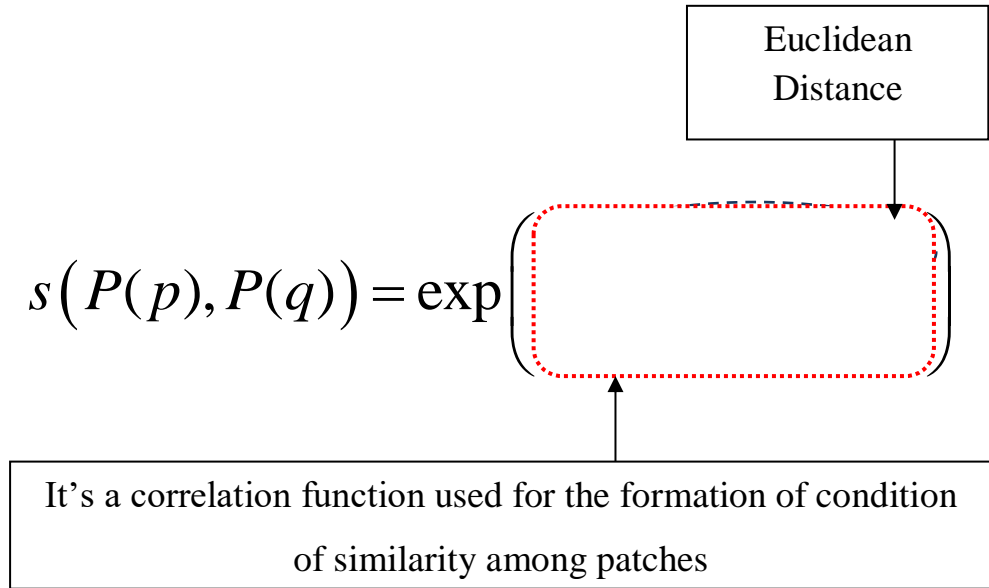 Euclidean
Distance
s(P(p), P(q)) = exp( )
It’s a correlation function used for the formation of condition
of similarity among patches